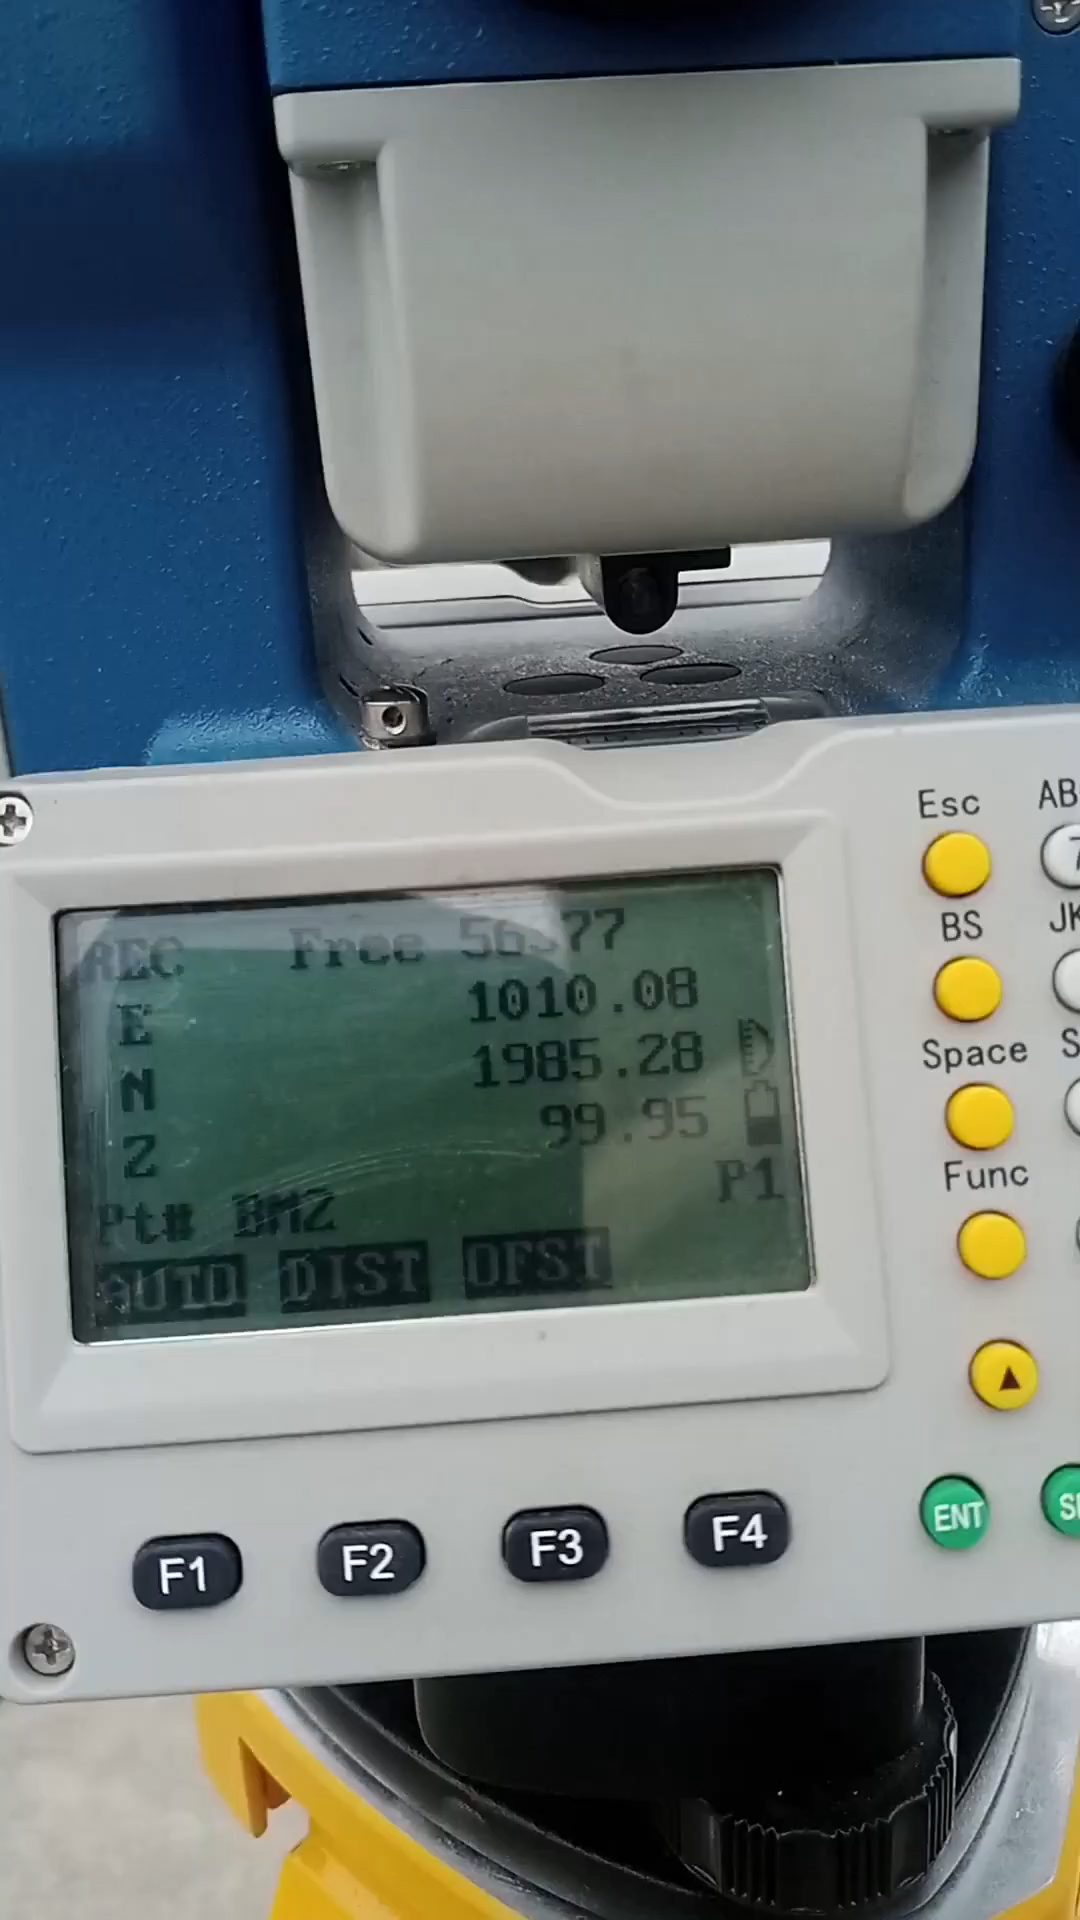 REC Free
E 1010.08
N 1985.28
Z 99.95
P1
Pt# BM2
AUTO DIST OFST
Esc
BS
Space
Func
▲
ENT
F1 F2 F3 F4